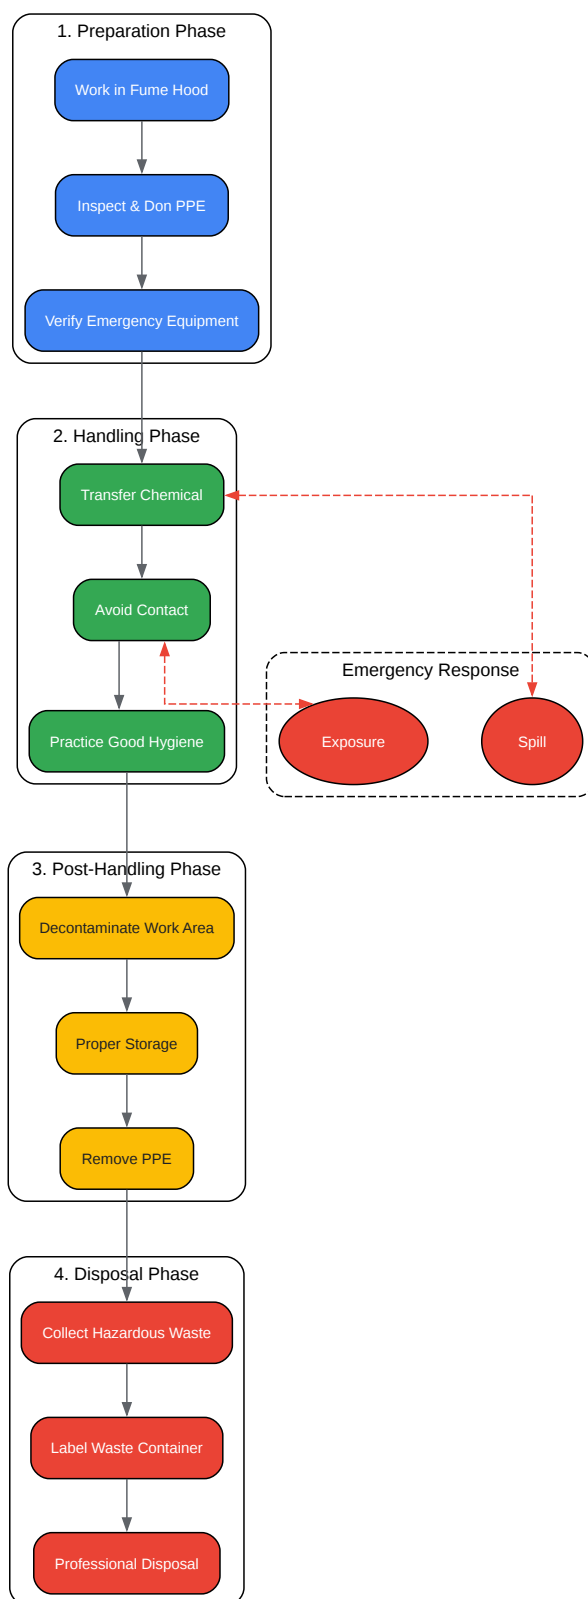 1. Preparation Phase
Work in Fume Hood
Inspect & Don PPE
Verify Emergency Equipment
2. Handling Phase
Transfer Chemical
Avoid Contact
Practice Good Hygiene
Emergency Response
Exposure
Spill
3. Post-Handling Phase
Decontaminate Work Area
Proper Storage
Remove PPE
4. Disposal Phase
Collect Hazardous Waste
Label Waste Container
Professional Disposal